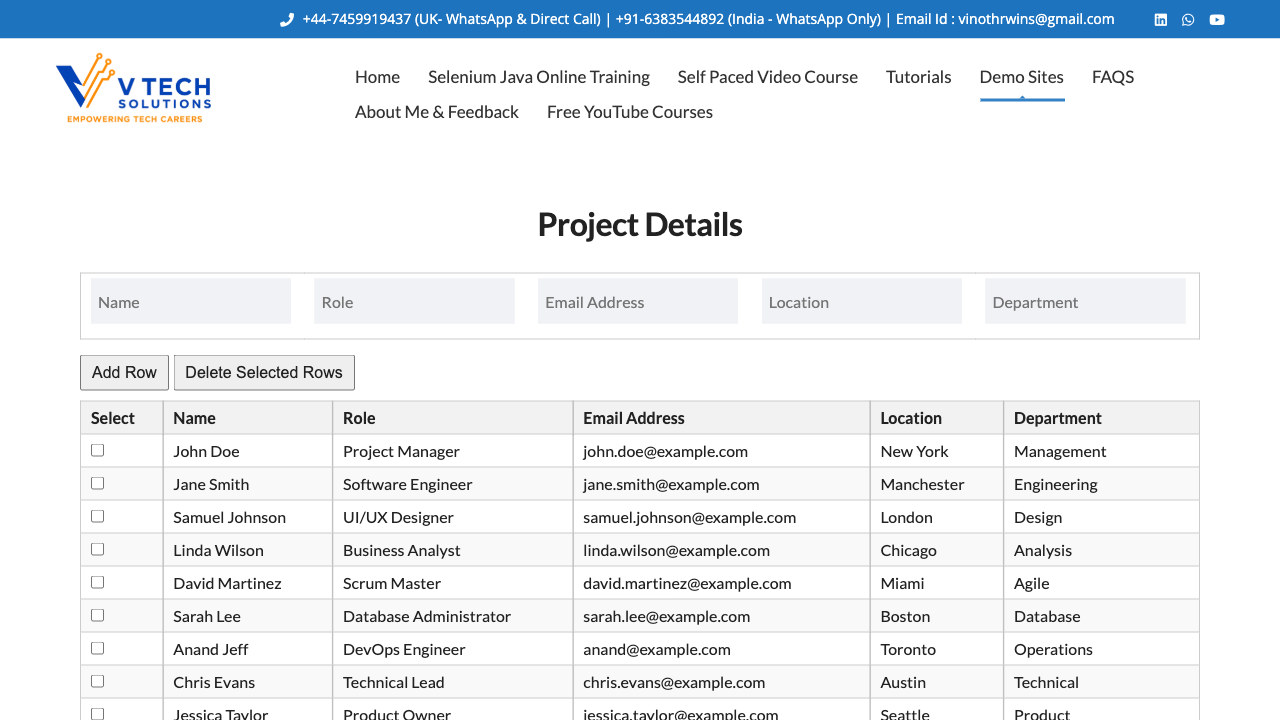 +44-7459919437 (UK- WhatsApp & Direct Call) | +91-6383544892 (India - WhatsApp Only) | Email Id : vinothrwins@gmail.com
V TECH
SOLUTIONS
EMPOWERING TECH CAREERS
Home Selenium Java Online Training Self Paced Video Course Tutorials Demo Sites FAQS
About Me & Feedback Free YouTube Courses
Project Details
Name Role Email Address Location Department
Add Row Delete Selected Rows
Select Name Role Email Address Location Department
John Doe Project Manager john.doe@example.com New York Management
Jane Smith Software Engineer jane.smith@example.com Manchester Engineering
Samuel Johnson UI/UX Designer samuel.johnson@example.com London Design
Linda Wilson Business Analyst linda.wilson@example.com Chicago Analysis
David Martinez Scrum Master david.martinez@example.com Miami Agile
Sarah Lee Database Administrator sarah.lee@example.com Boston Database
Anand Jeff DevOps Engineer anand@example.com Toronto Operations
Chris Evans Technical Lead chris.evans@example.com Austin Technical
Jessica Taylor Product Owner jessica.taylor@example.com Seattle Product